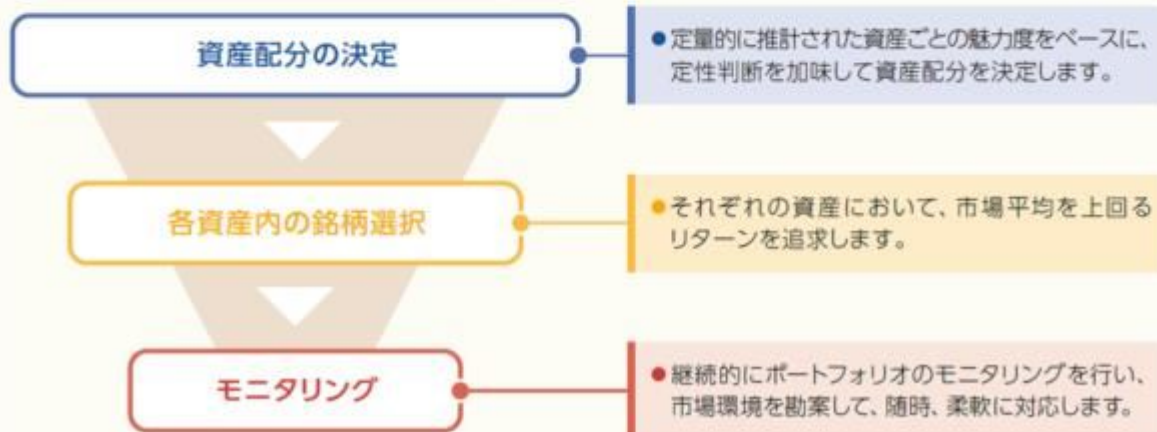 資産配分の決定
●定量的に推計された資産ごとの魅力度をベースに、
定性判断を加味して資産配分を決定します。
各資産内の銘柄選択
●それぞれの資産において、市場平均を上回る
リターンを追求します。
モニタリング
●継続的にポートフォリオのモニタリングを行い、
市場環境を勘案して、随時、柔軟に対応します。